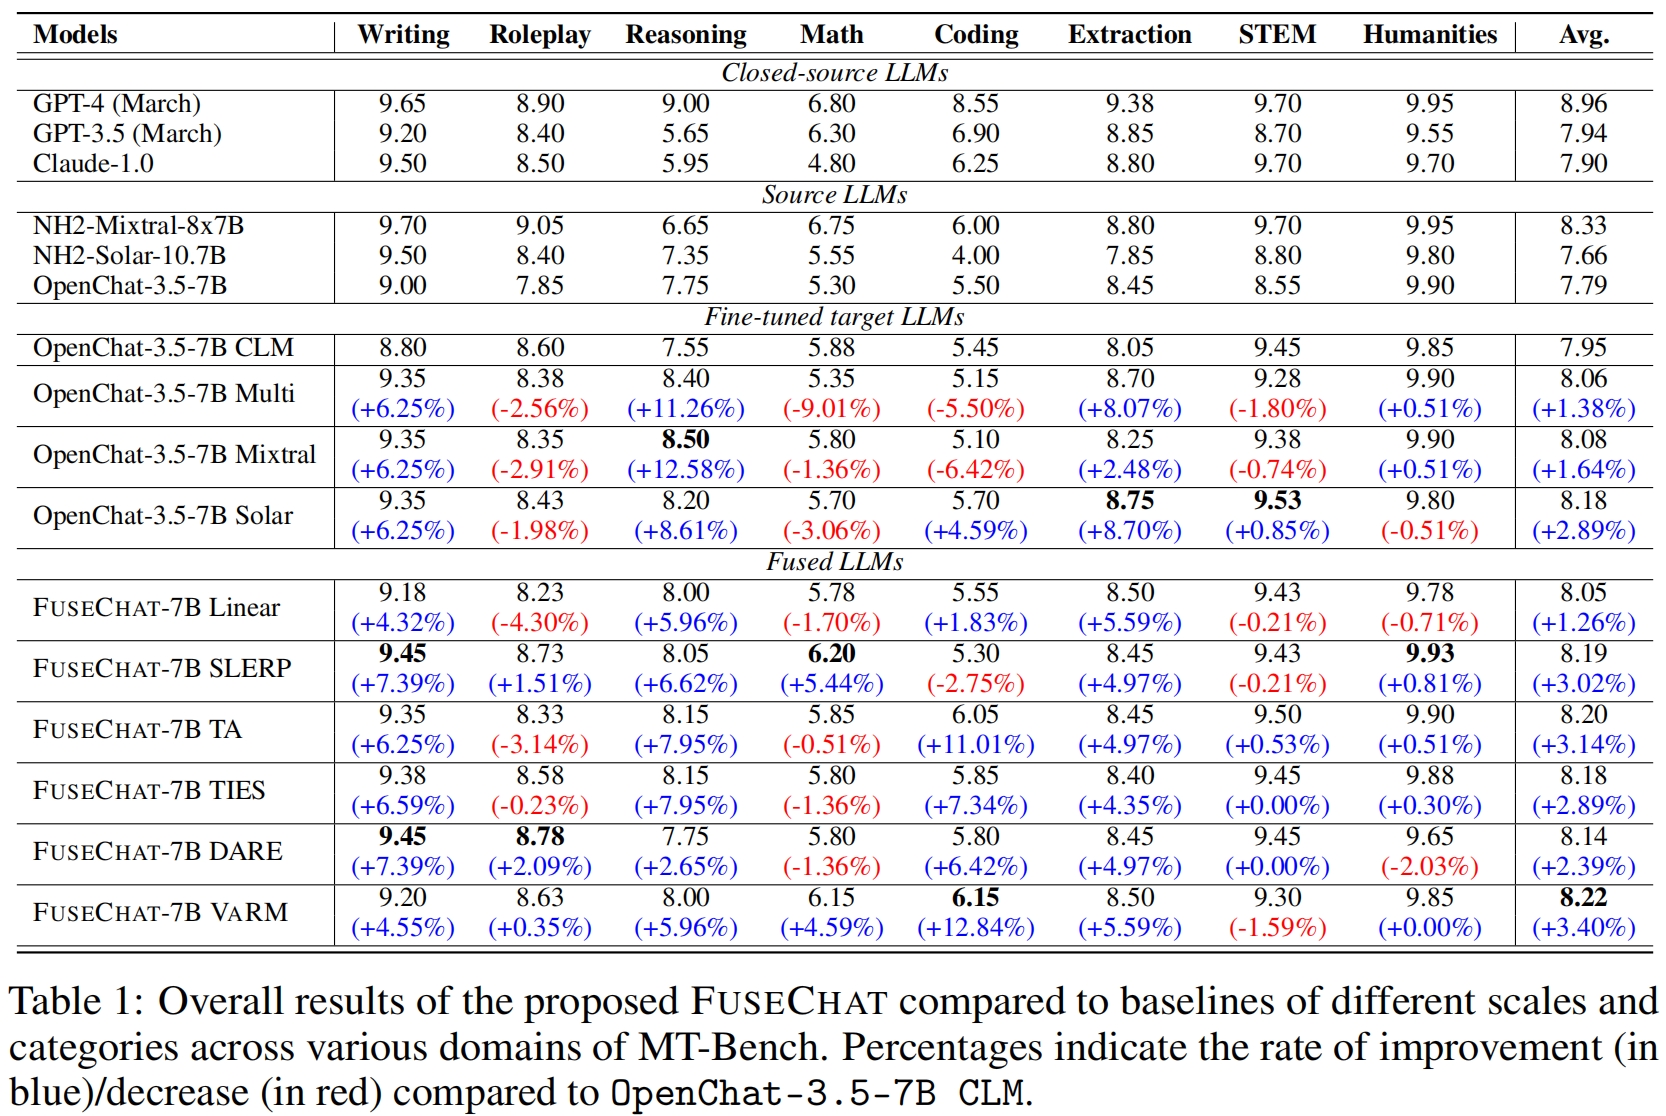 Models Writing Roleplay Reasoning Math Coding Extraction STEM Humanities Avg.
Closed-source LLMs
GPT-4 (March) 9.65 8.90 9.00 6.80 8.55 9.38 9.70 9.95 8.96
GPT-3.5 (March) 9.20 8.40 5.65 6.30 6.90 8.85 8.70 9.55 7.94
Claude-1.0 9.50 8.50 5.95 4.80 6.25 8.80 9.70 9.70 7.90
Source LLMs
NH2-Mixtral-8x7B 9.70 9.05 6.65 6.75 6.00 8.80 9.70 9.95 8.33
NH2-Solar-10.7B 9.50 8.40 7.35 5.55 4.00 7.85 8.80 9.80 7.66
OpenChat-3.5-7B 9.00 7.85 7.75 5.30 5.50 8.45 8.55 9.90 7.79
Fine-tuned target LLMs
OpenChat-3.5-7B CLM 8.80 8.60 7.55 5.88 5.45 8.05 9.45 9.85 7.95
OpenChat-3.5-7B Multi 9.35 8.38 8.40 5.35 5.15 8.70 9.28 9.90 8.06
(+6.25%) (-2.56%) (+11.26%) (-9.01%) (-5.50%) (+8.07%) (-1.80%) (+0.51%) (+1.38%)
OpenChat-3.5-7B Mixtral 9.35 8.35 8.50 5.80 5.10 8.25 9.38 9.90 8.08
(+6.25%) (-2.91%) (+12.58%) (-1.36%) (-6.42%) (+2.48%) (-0.74%) (+0.51%) (+1.64%)
OpenChat-3.5-7B Solar 9.35 8.43 8.20 5.70 5.70 8.75 9.53 9.80 8.18
(+6.25%) (-1.98%) (+8.61%) (-3.06%) (+4.59%) (+8.70%) (+0.85%) (-0.51%) (+2.89%)
Fused LLMs
FUSECHAT-7B Linear 9.18 8.23 8.00 5.78 5.55 8.50 9.43 9.78 8.05
(+4.32%) (-4.30%) (+5.96%) (-1.70%) (+1.83%) (+5.59%) (-0.21%) (-0.71%) (+1.26%)
FUSECHAT-7B SLERP 9.45 8.73 8.05 6.20 5.30 8.45 9.43 9.93 8.19
(+7.39%) (+1.51%) (+6.62%) (+5.44%) (-2.75%) (+4.97%) (-0.21%) (+0.81%) (+3.02%)
FUSECHAT-7B TA 9.35 8.33 8.15 5.85 6.05 8.45 9.50 9.90 8.20
(+6.25%) (-3.14%) (+7.95%) (-0.51%) (+11.01%) (+4.97%) (+0.53%) (+0.51%) (+3.14%)
FUSECHAT-7B TIES 9.38 8.58 8.15 5.80 5.85 8.40 9.45 9.88 8.18
(+6.59%) (-0.23%) (+7.95%) (-1.36%) (+7.34%) (+4.35%) (+0.00%) (+0.30%) (+2.89%)
FUSECHAT-7B DARE 9.45 8.78 7.75 5.80 5.80 8.45 9.45 9.65 8.14
(+7.39%) (+2.09%) (+2.65%) (-1.36%) (+6.42%) (+4.97%) (+0.00%) (-2.03%) (+2.39%)
FUSECHAT-7B VARM 9.20 8.63 8.00 6.15 6.15 8.50 9.30 9.85 8.22
(+4.55%) (+0.35%) (+5.96%) (+4.59%) (+12.84%) (+5.59%) (-1.59%) (+0.00%) (+3.40%)
Table 1: Overall results of the proposed FUSECHAT compared to baselines of different scales and
categories across various domains of MT-Bench. Percentages indicate the rate of improvement (in
blue)/decrease (in red) compared to OpenChat-3.5-7B CLM.